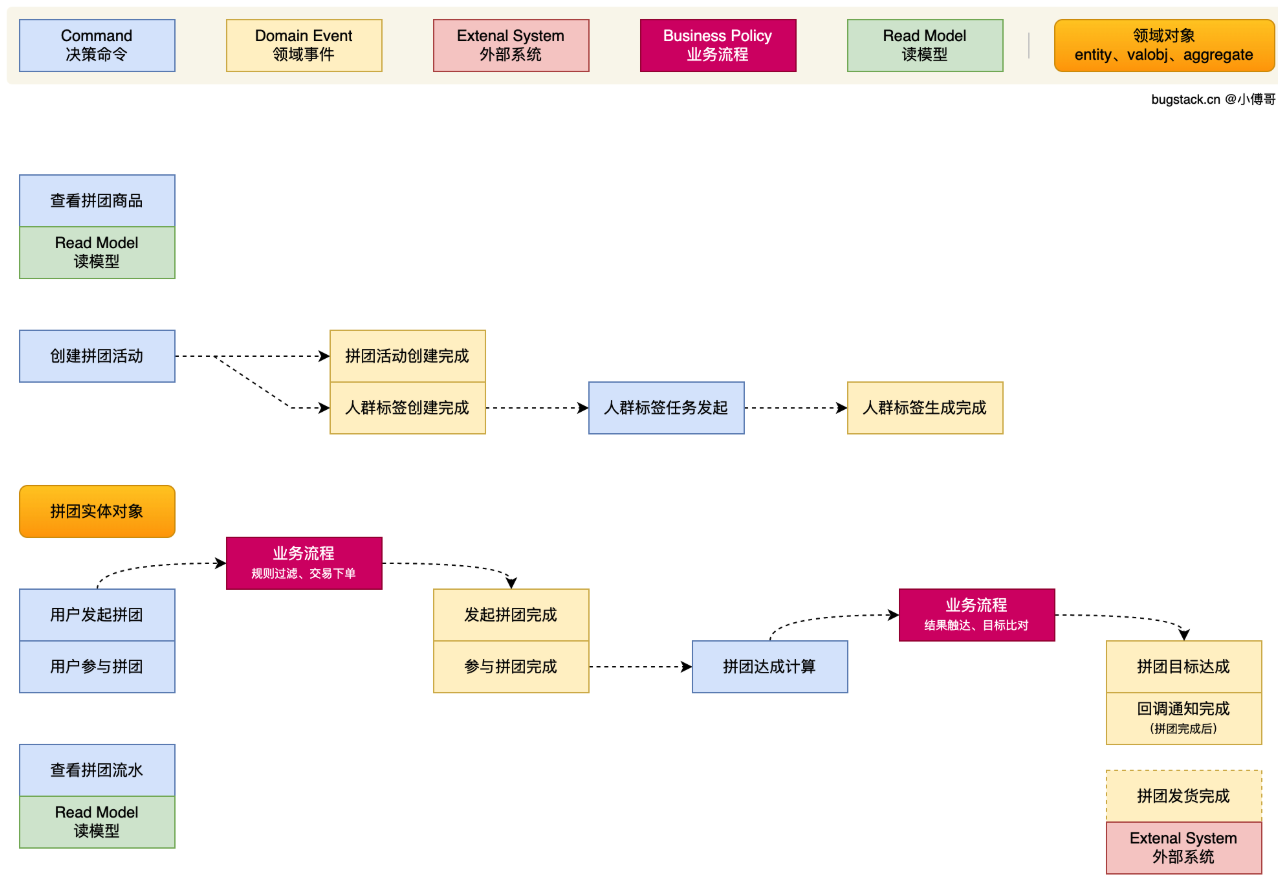 Command
决策命令
Domain Event
领域事件
Extenal System
外部系统
Business Policy
业务流程
Read Model
读模型
领域对象
entity、valobj、aggregate
bugstack.cn @小傅哥
查看拼团商品
Read Model
读模型
创建拼团活动
拼团活动创建完成
人群标签创建完成
人群标签任务发起
人群标签生成完成
拼团实体对象
业务流程
规则过滤、交易下单
用户发起拼团
用户参与拼团
发起拼团完成
参与拼团完成
拼团达成计算
业务流程
结果触达、目标比对
拼团目标达成
回调通知完成
(拼团完成后)
查看拼团流水
Read Model
读模型
拼团发货完成
Extenal System
外部系统